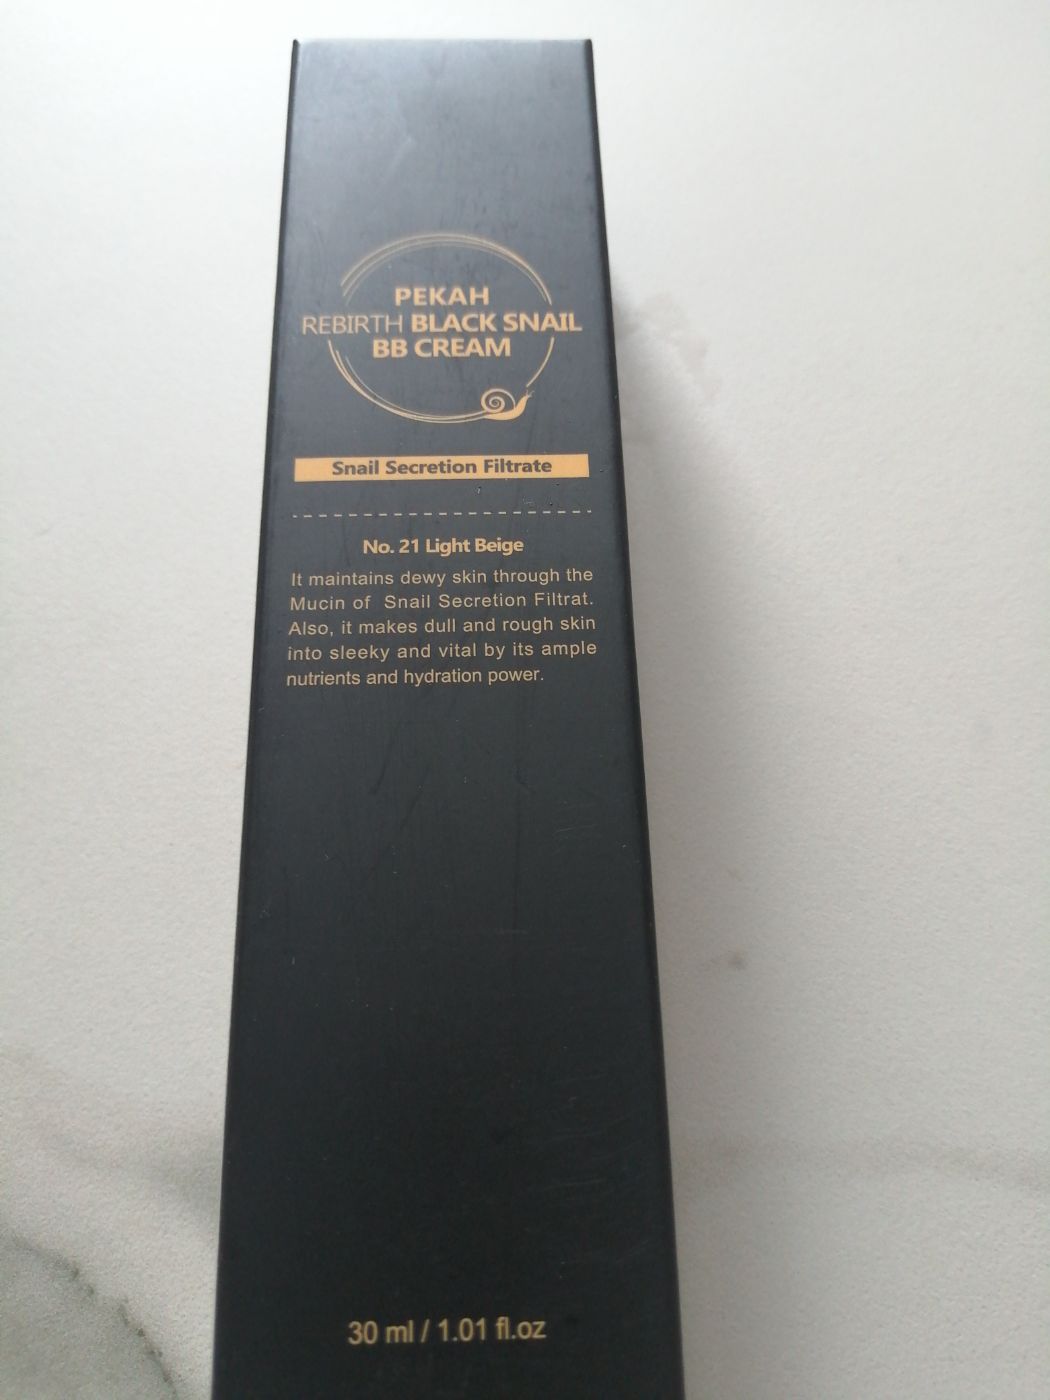 PEKAH
REBIRTH BLACK SNAIL
BB CREAM
Snail Secretion Filtrate
No. 21 Light Beige
It maintains dewy skin through the
Mucin of Snail Secretion Filtrat.
Also, it makes dull and rough skin
into sleeky and vital by its ample
nutrients and hydration power.
30 ml / 1.01 fl.oz